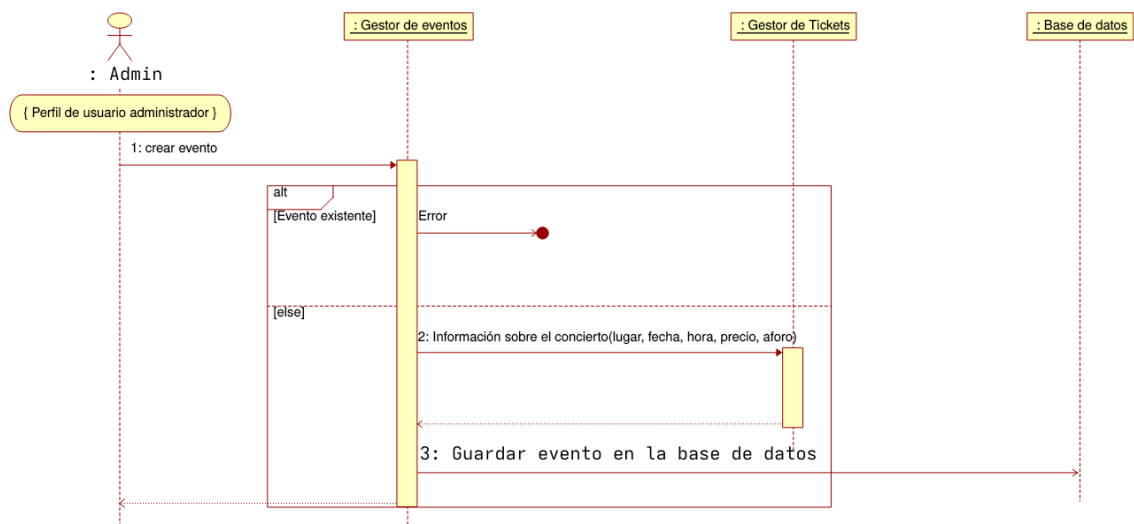 : Gestor de eventos
: Gestor de Tickets
: Base de datos
: Admin
{ Perfil de usuario administrador }
1: crear evento
alt
[Evento existente]
Error
[else]
2: Información sobre el concierto(lugar, fecha, hora, precio, aforo)
3: Guardar evento en la base de datos